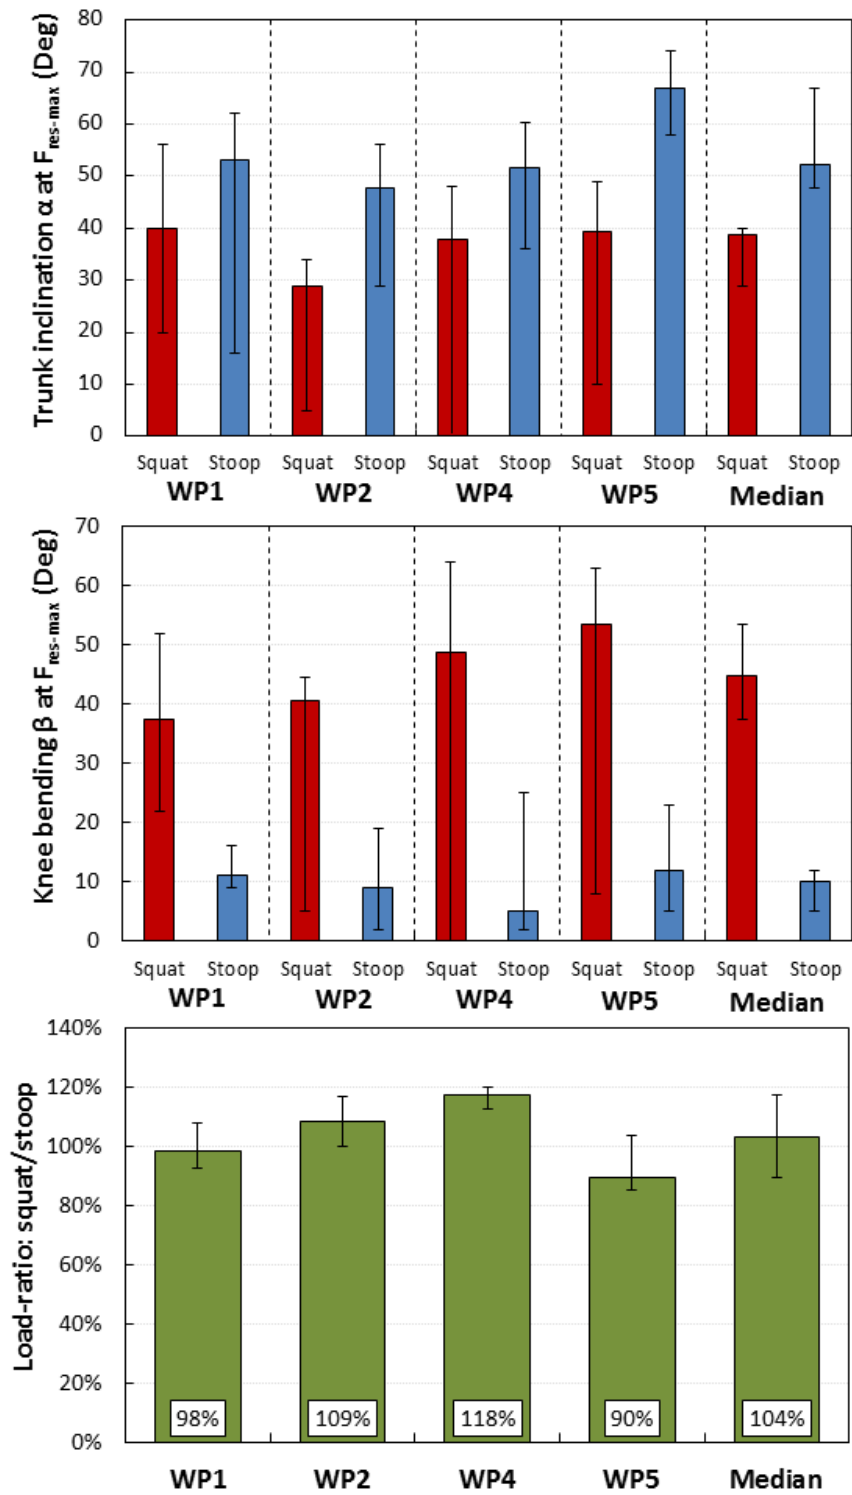 Trunk inclination α at Fres-max (Deg)
80
70
60
50
40
30
20
10
0
Squat Stoop Squat Stoop Squat Stoop Squat Stoop Squat Stoop
WP1 WP2 WP4 WP5 Median
Knee bending β at Fres-max (Deg)
70
60
50
40
30
20
10
0
Squat Stoop Squat Stoop Squat Stoop Squat Stoop Squat Stoop
WP1 WP2 WP4 WP5 Median
Load-ratio: squat/stoop
140%
120%
100%
80%
60%
40%
20%
0%
98% 109% 118% 90% 104%
WP1 WP2 WP4 WP5 Median